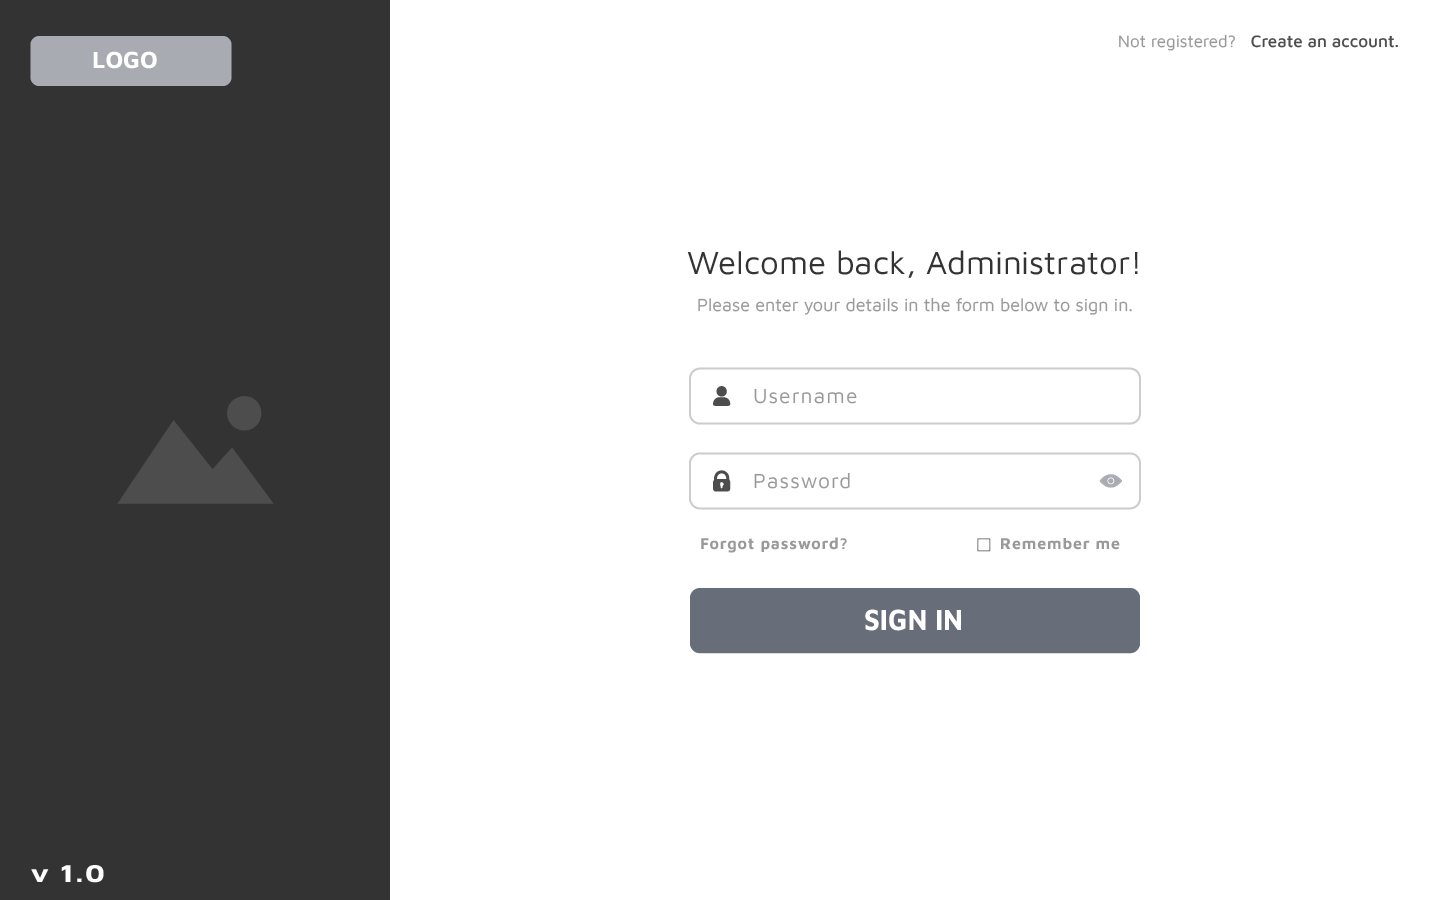 LOGO
Not registered? Create an account.
Welcome back, Administrator!
Please enter your details in the form below to sign in.
Username
Password
Forgot password?
Remember me
SIGN IN
v 1.0